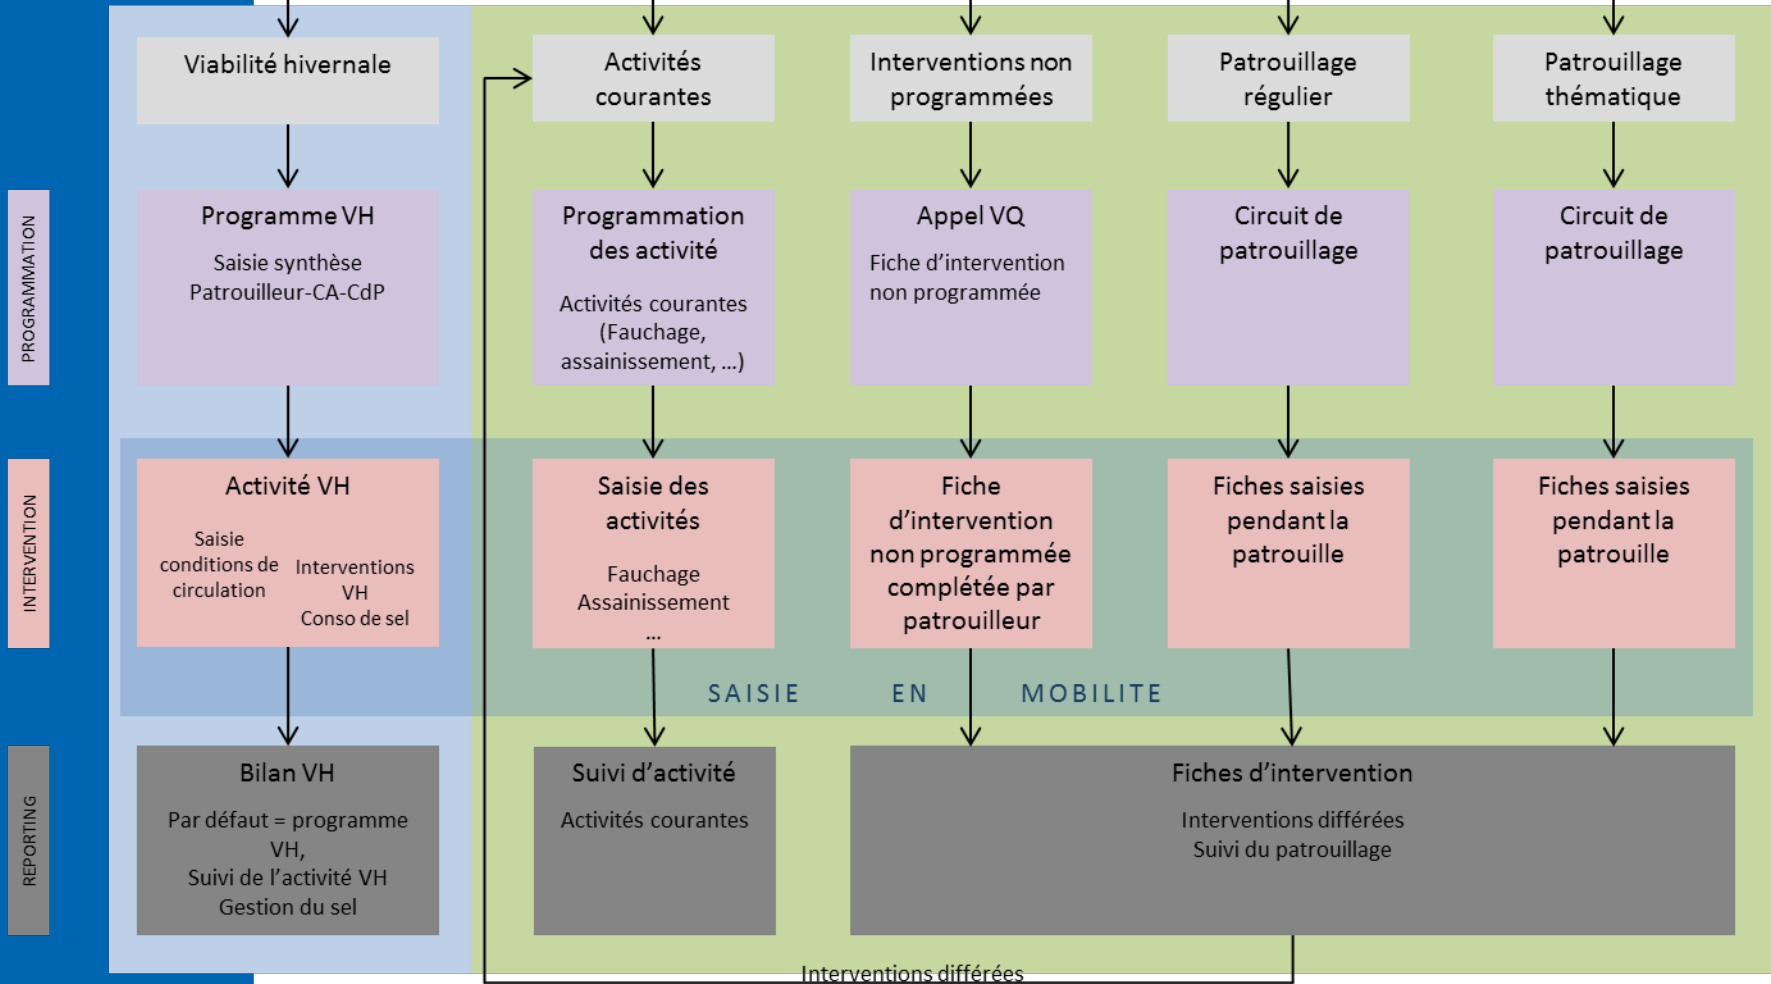 Viabilité hivernale
Activités
courantes
Interventions non
programmées
Patrouillage
régulier
Patrouillage
thématique
PROGRAMMATION
Programme VH
Saisie synthèse
Patrouilleur-CA-CdP
Programmation
des activité
Activités courantes
(Fauchage,
assainissement, ...)
Appel VQ
Fiche d’intervention
non programmée
Circuit de
patrouillage
Circuit de
patrouillage
INTERVENTION
Activité VH
Saisie
conditions de
circulation
Interventions
VH
Conso de sel
Saisie des
activités
Fauchage
Assainissement
...
Fiche
d’intervention
non programmée
complétée par
patrouilleur
Fiches saisies
pendant la
patrouille
Fiches saisies
pendant la
patrouille
SAISIE EN MOBILITE
REPORTING
Bilan VH
Par défaut = programme
VH,
Suivi de l’activité VH
Gestion du sel
Suivi d’activité
Activités courantes
Fiches d’intervention
Interventions différées
Suivi du patrouillage
Interventions différées